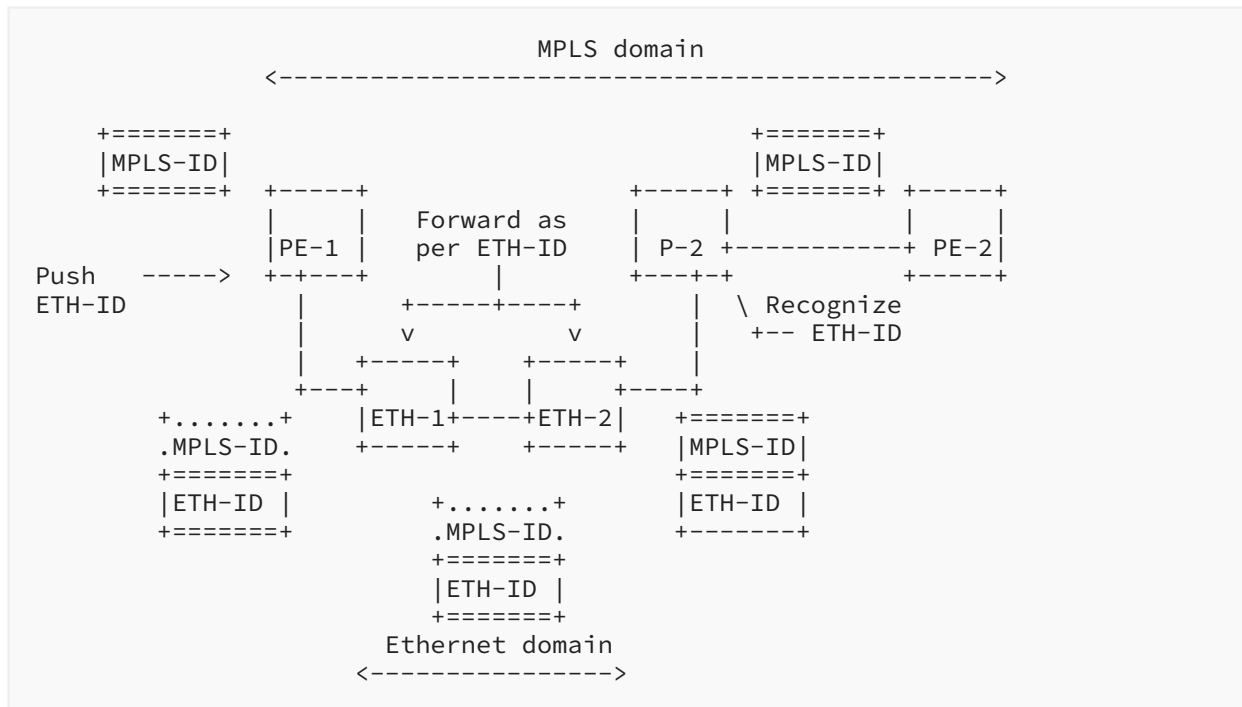 MPLS domain
               <----------------------------------------------->

    +=======+                                  +=======+
    |MPLS-ID|                                  |MPLS-ID|
    +=======+  +-----+                 +-----+ +=======+ +-----+
               |     |   Forward as    |     |           |     |
               |PE-1 |   per ETH-ID    | P-2 +-----------+ PE-2|
Push   ----->  +-+---+        |        +---+-+           +-----+
ETH-ID           |      +-----+----+       |  \ Recognize
                 |      v          v       |   +-- ETH-ID
                 |   +-----+    +-----+    |
                 +---+     |    |     +----+
        +.......+    |ETH-1+----+ETH-2|   +=======+
        .MPLS-ID.    +-----+    +-----+   |MPLS-ID|
        +=======+                         +=======+
        |ETH-ID |         +.......+       |ETH-ID |
        +=======+         .MPLS-ID.       +-------+
                          +=======+
                          |ETH-ID |
                          +=======+
                       Ethernet domain
                     <---------------->